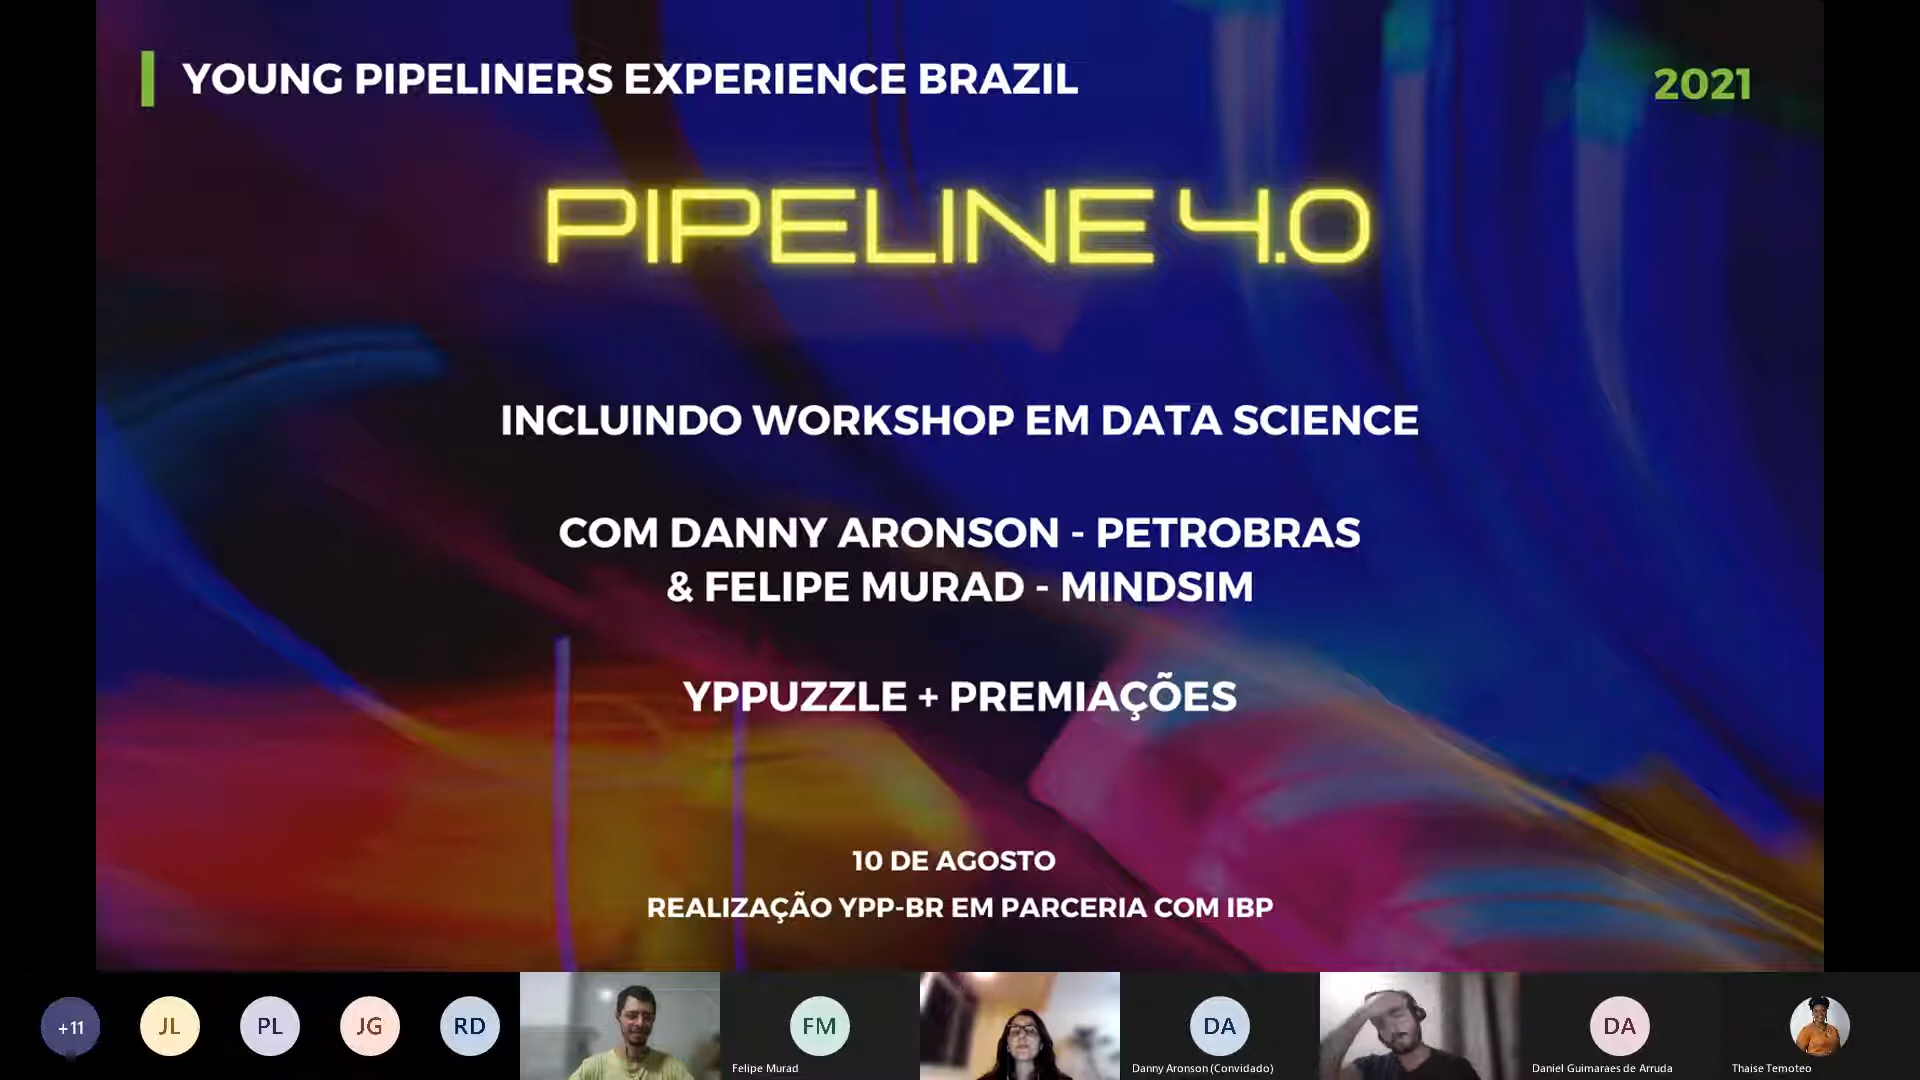 YOUNG PIPELINERS EXPERIENCE BRAZIL
2021
PIPELINE 4.0
INCLUINDO WORKSHOP EM DATA SCIENCE
COM DANNY ARONSON - PETROBRAS
& FELIPE MURAD - MINDSIM
YPPUZZLE + PREMIAÇÕES
10 DE AGOSTO
REALIZAÇÃO YPP-BR EM PARCERIA COM IBP
+11
JL
PL
JG
RD
FM
Felipe Murad
DA
Danny Aronson (Convidado)
DA
Daniel Guimaraes de Arruda
Thaise Temoteo